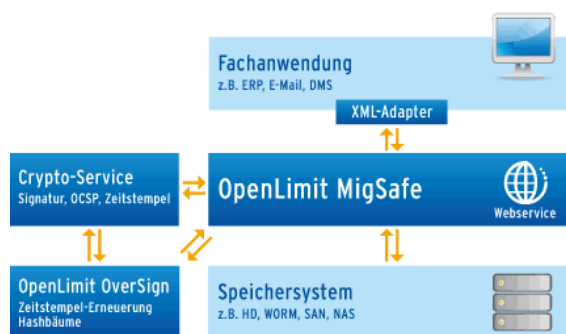 Fachanwendung
z.B. ERP, E-Mail, DMS
XML-Adapter
Crypto-Service
Signatur, OCSP, Zeitstempel
OpenLimit MigSafe
Webservice
OpenLimit OverSign
Zeitstempel-Erneuerung
Hashbäume
Speichersystem
z.B. HD, WORM, SAN, NAS